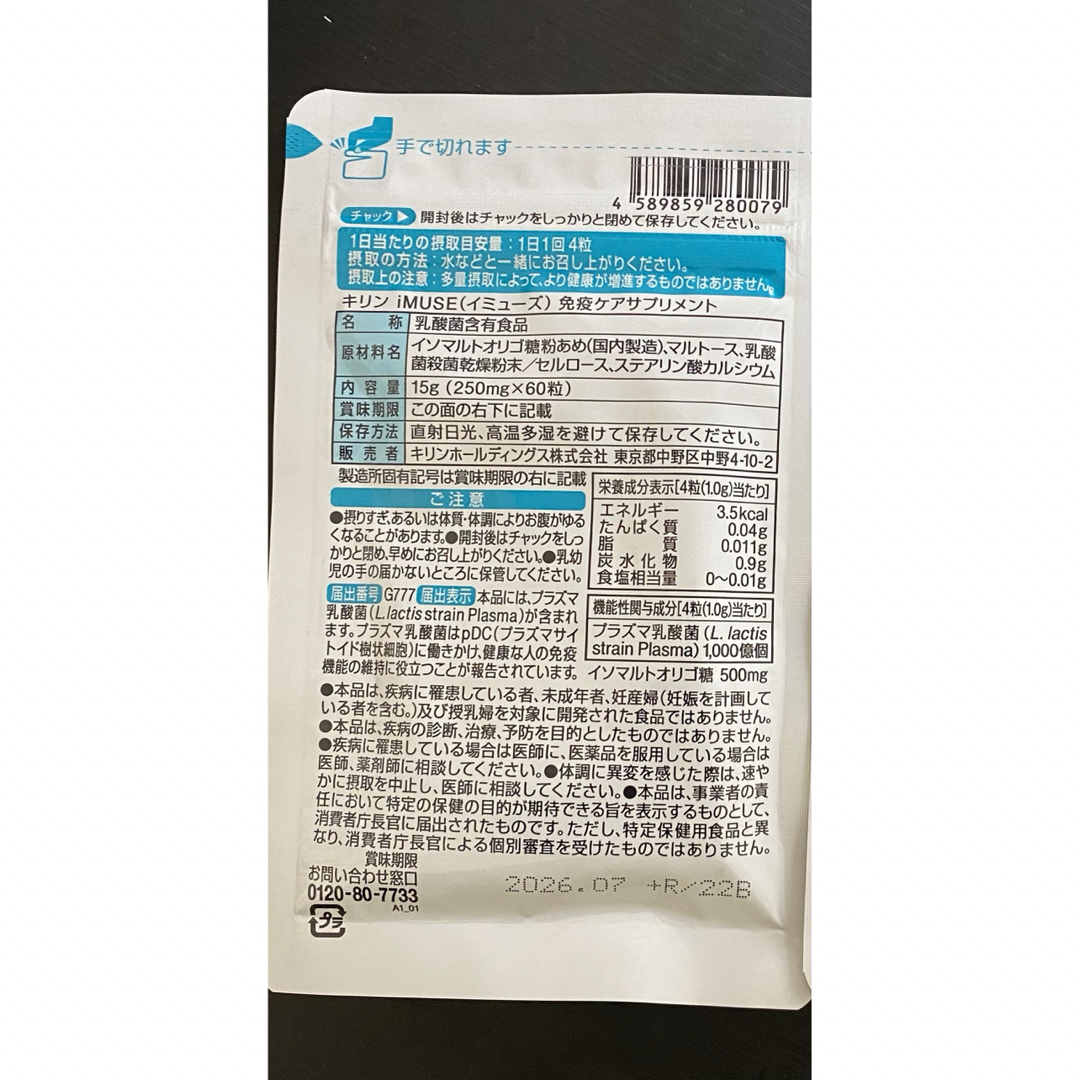 手で切れます
4 589859 280079
チャック 開封後はチャックをしっかりと閉めて保存してください。
1日当たりの摂取目安量：1日1回4粒
摂取の方法：水などと一緒にお召し上がりください。
摂取上の注意：多量摂取によって、より健康が増進するものではありません。
キリン iMUSE(イミューズ) 免疫ケアサプリメント
名称 乳酸菌含有食品
原材料名 イソマルトオリゴ糖粉あめ(国内製造)、マルトース、乳酸
菌殺菌乾燥粉末／セルロース、ステアリン酸カルシウム
内容量 15g (250mg×60粒)
賞味期限 この面の右下に記載
保存方法 直射日光、高温多湿を避けて保存してください。
販売者 キリンホールディングス株式会社 東京都中野区中野4-10-2
製造所固有記号は賞味期限の右に記載
ご注意
●摂りすぎ、あるいは体質・体調によりお腹がゆる
くなることがあります。●開封後はチャックをしっ
かりと閉め、早めにお召し上がりください。●乳幼
児の手の届かないところに保管してください。
届出番号 G777 届出表示 本品には、プラズマ
乳酸菌(L.lactis strain Plasma)が含まれ
ます。プラズマ乳酸菌はpDC(プラズマサイ
トイド樹状細胞)に働きかけ、健康な人の免疫
機能の維持に役立つことが報告されています。
栄養成分表示[4粒(1.0g)当たり]
エネルギー 3.5kcal
たんぱく質 0.04g
脂質 0.011g
炭水化物 0.9g
食塩相当量 0〜0.01g
機能性関与成分[4粒(1.0g)当たり]
プラズマ乳酸菌 (L. lactis
strain Plasma) 1,000億個
イソマルトオリゴ糖 500mg
●本品は、疾病に罹患している者、未成年者、妊産婦(妊娠を計画して
いる者を含む。)及び授乳婦を対象に開発された食品ではありません。
●本品は、疾病の診断、治療、予防を目的としたものではありません。
●疾病に罹患している場合は医師に、医薬品を服用している場合は
医師、薬剤師に相談してください。●体調に異変を感じた際は、速や
かに摂取を中止し、医師に相談してください。●本品は、事業者の責
任において特定の保健の目的が期待できる旨を表示するものとして、
消費者庁長官に届出されたものです。ただし、特定保健用食品と異
なり、消費者庁長官による個別審査を受けたものではありません。
賞味期限
2026.07 +R/22B
お問い合わせ窓口
0120-80-7733
A1_01
プラ